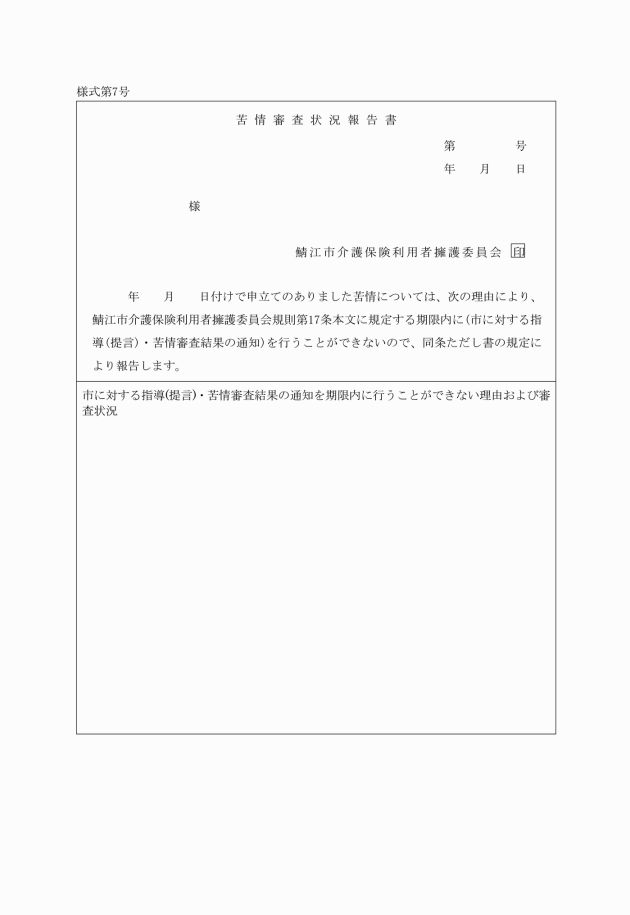 様式第7号
苦情審査状況報告書
第　　　　　号
年　　月　　日
様
鯖江市介護保険利用者擁護委員会　印
年　　月　　日付けで申立てのありました苦情については、次の理由により、
鯖江市介護保険利用者擁護委員会規則第17条本文に規定する期限内に(市に対する指
導(提言)・苦情審査結果の通知)を行うことができないので、同条ただし書の規定に
より報告します。
市に対する指導(提言)・苦情審査結果の通知を期限内に行うことができない理由および審
査状況